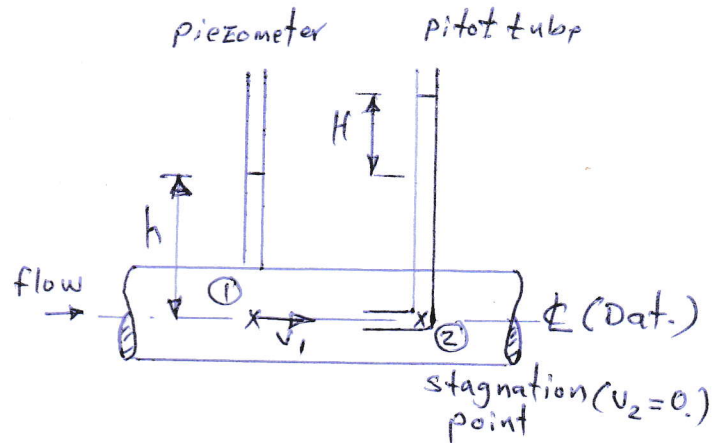 piezometer
pitot tube
H
h
flow
①
v₁
②
℄ (Dat.)
stagnation (v₂=0.)
point